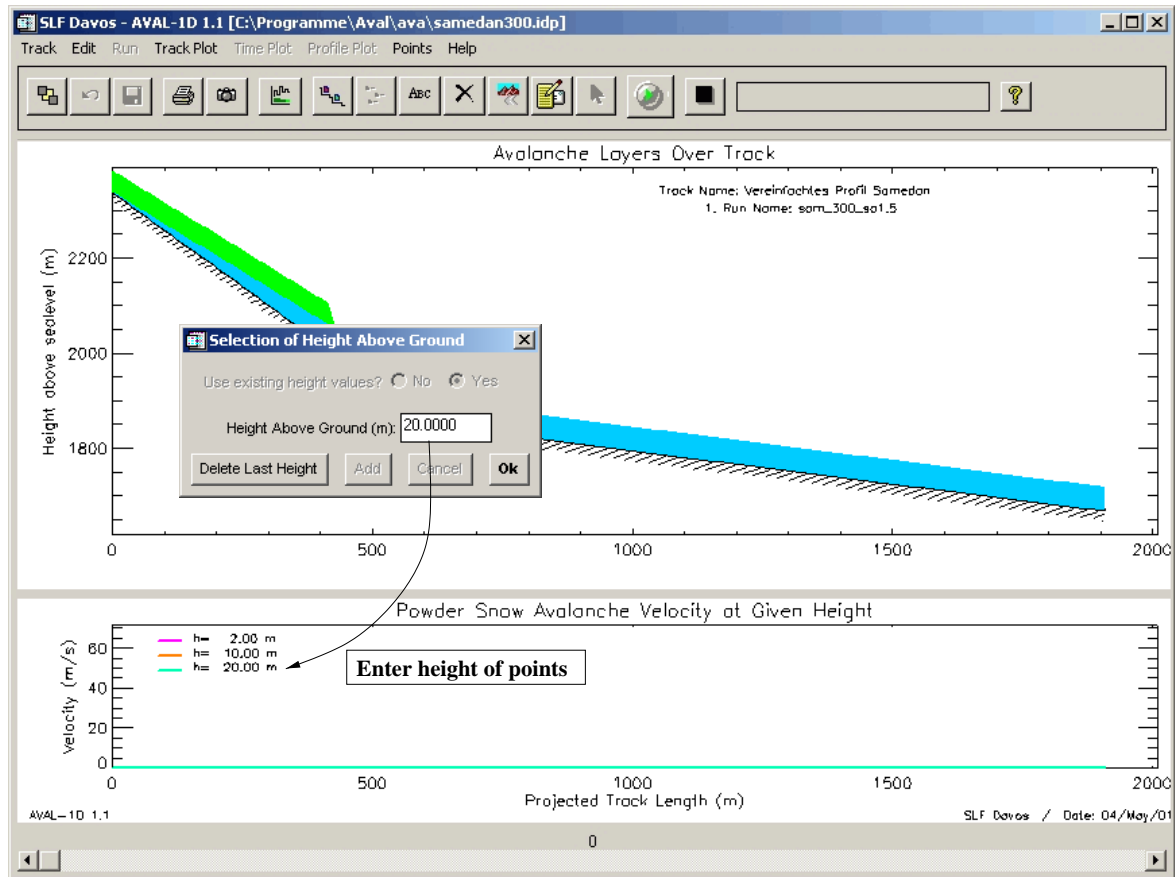 SLF Davos - AVAL-1D 1.1 [C:\Programme\Aval\ava\samedan300.idp]
Track Edit Run Track Plot Time Plot Profile Plot Points Help
ABC
?
Avalanche Layers Over Track
Track Name: Vereinfachtes Profil Samedan
1. Run Name: sam_300_sa1.5
Height above sealevel (m)
2200
2000
1800
0 500 1000 1500 2000
Selection of Height Above Ground
Use existing height values? No Yes
Height Above Ground (m): 20.0000
Delete Last Height Add Cancel Ok
Powder Snow Avalanche Velocity at Given Height
Velocity (m/s)
60
40
20
0
h= 2.00 m
h= 10.00 m
h= 20.00 m
Enter height of points
0 500 1000 1500 2000
Projected Track Length (m)
AVAL-1D 1.1
SLF Davos / Date: 04/May/01
0